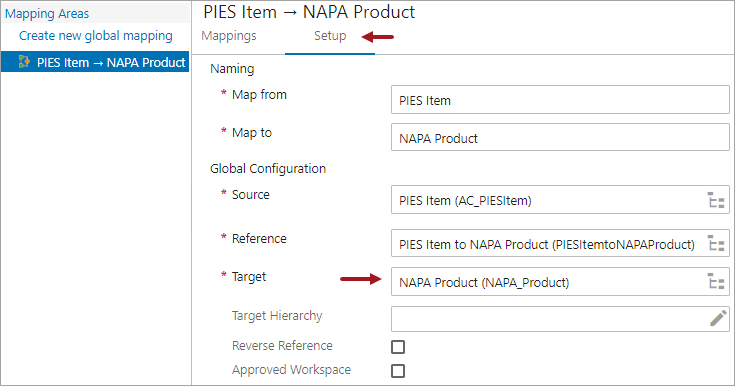 Mapping Areas
Create new global mapping
PIES Item → NAPA Product
PIES Item → NAPA Product
Mappings Setup
Naming
* Map from PIES Item
* Map to NAPA Product
Global Configuration
* Source PIES Item (AC_PIESItem)
* Reference PIES Item to NAPA Product (PIESItemtoNAPAProduct)
* Target NAPA Product (NAPA_Product)
Target Hierarchy
Reverse Reference
Approved Workspace